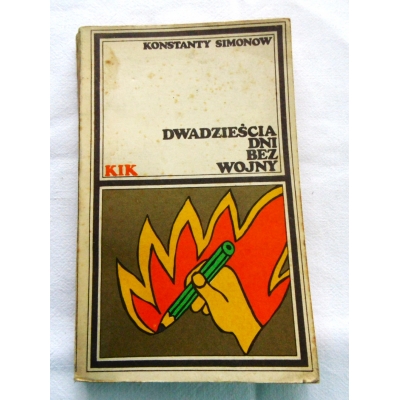 KONSTANTY SIMONOW
DWADZIEŚCIA
DNI
BEZ
WOJNY
KIK